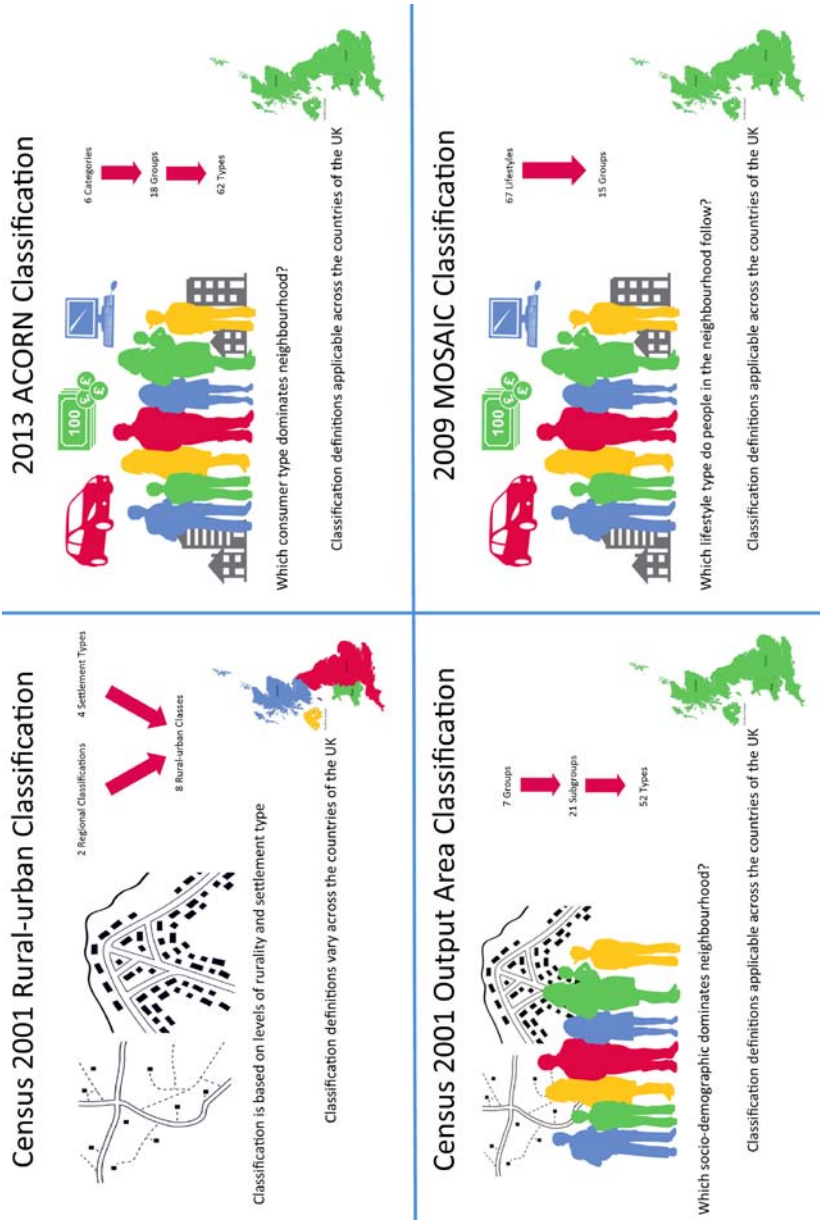 Census 2001 Rural-urban Classification
2 Regional Classifications
4 Settlement Types
8 Rural-urban Classes
Classification is based on levels of rurality and settlement type
Classification definitions vary across the countries of the UK
2013 ACORN Classification
100
£
£
£
6 Categories
18 Groups
62 Types
Which consumer type dominates neighbourhood?
Classification definitions applicable across the countries of the UK
Census 2001 Output Area Classification
7 Groups
21 Subgroups
52 Types
Which socio-demographic dominates neighbourhood?
Classification definitions applicable across the countries of the UK
2009 MOSAIC Classification
100
£
£
£
67 Lifestyles
15 Groups
Which lifestyle type do people in the neighbourhood follow?
Classification definitions applicable across the countries of the UK